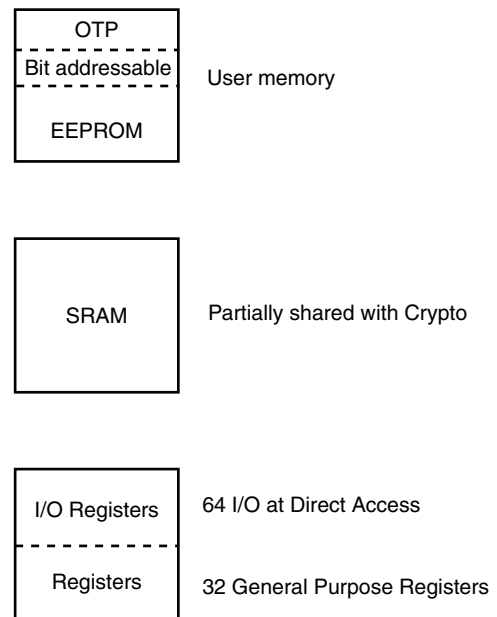 OTP
Bit addressable
EEPROM
User memory
SRAM
Partially shared with Crypto
I/O Registers
64 I/O at Direct Access
Registers
32 General Purpose Registers